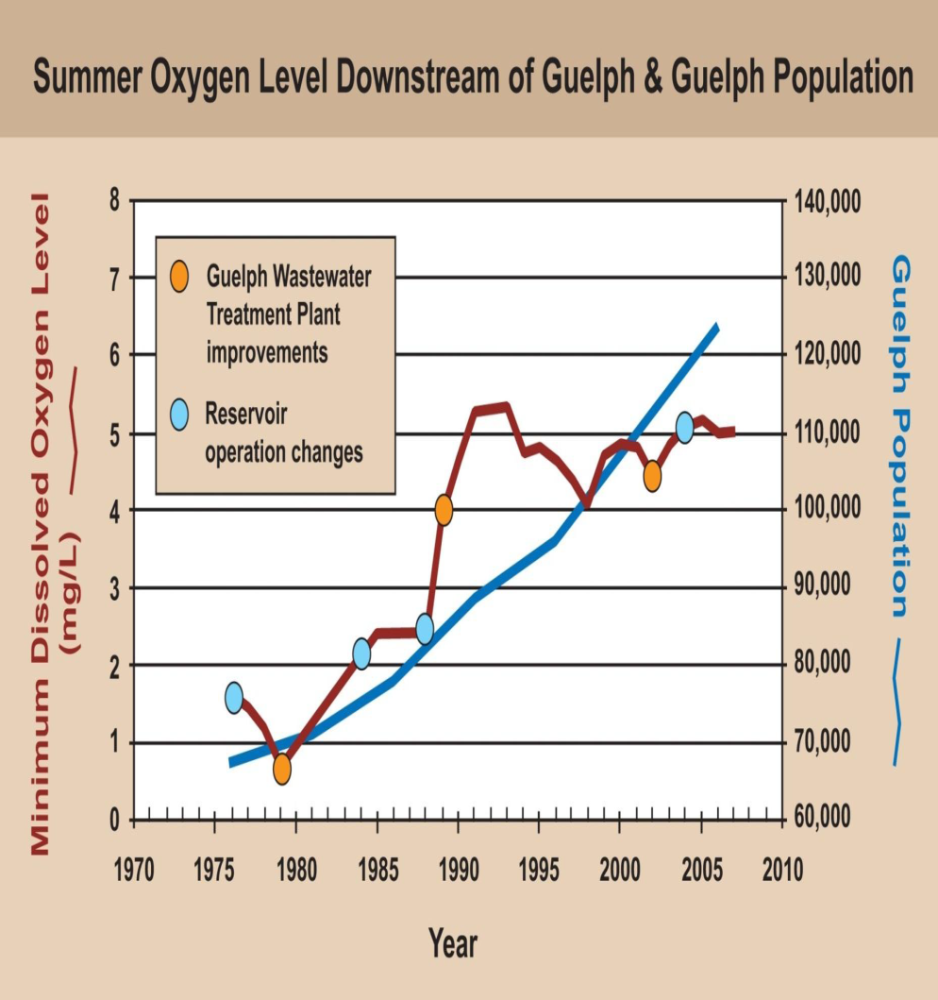 Summer Oxygen Level Downstream of Guelph & Guelph Population
Minimum Dissolved Oxygen Level
(mg/L)
8
7
6
5
4
3
2
1
0
Guelph Wastewater
Treatment Plant
improvements
Reservoir
operation changes
140,000
130,000
120,000
110,000
100,000
90,000
80,000
70,000
60,000
Guelph Population
1970 1975 1980 1985 1990 1995 2000 2005 2010
Year